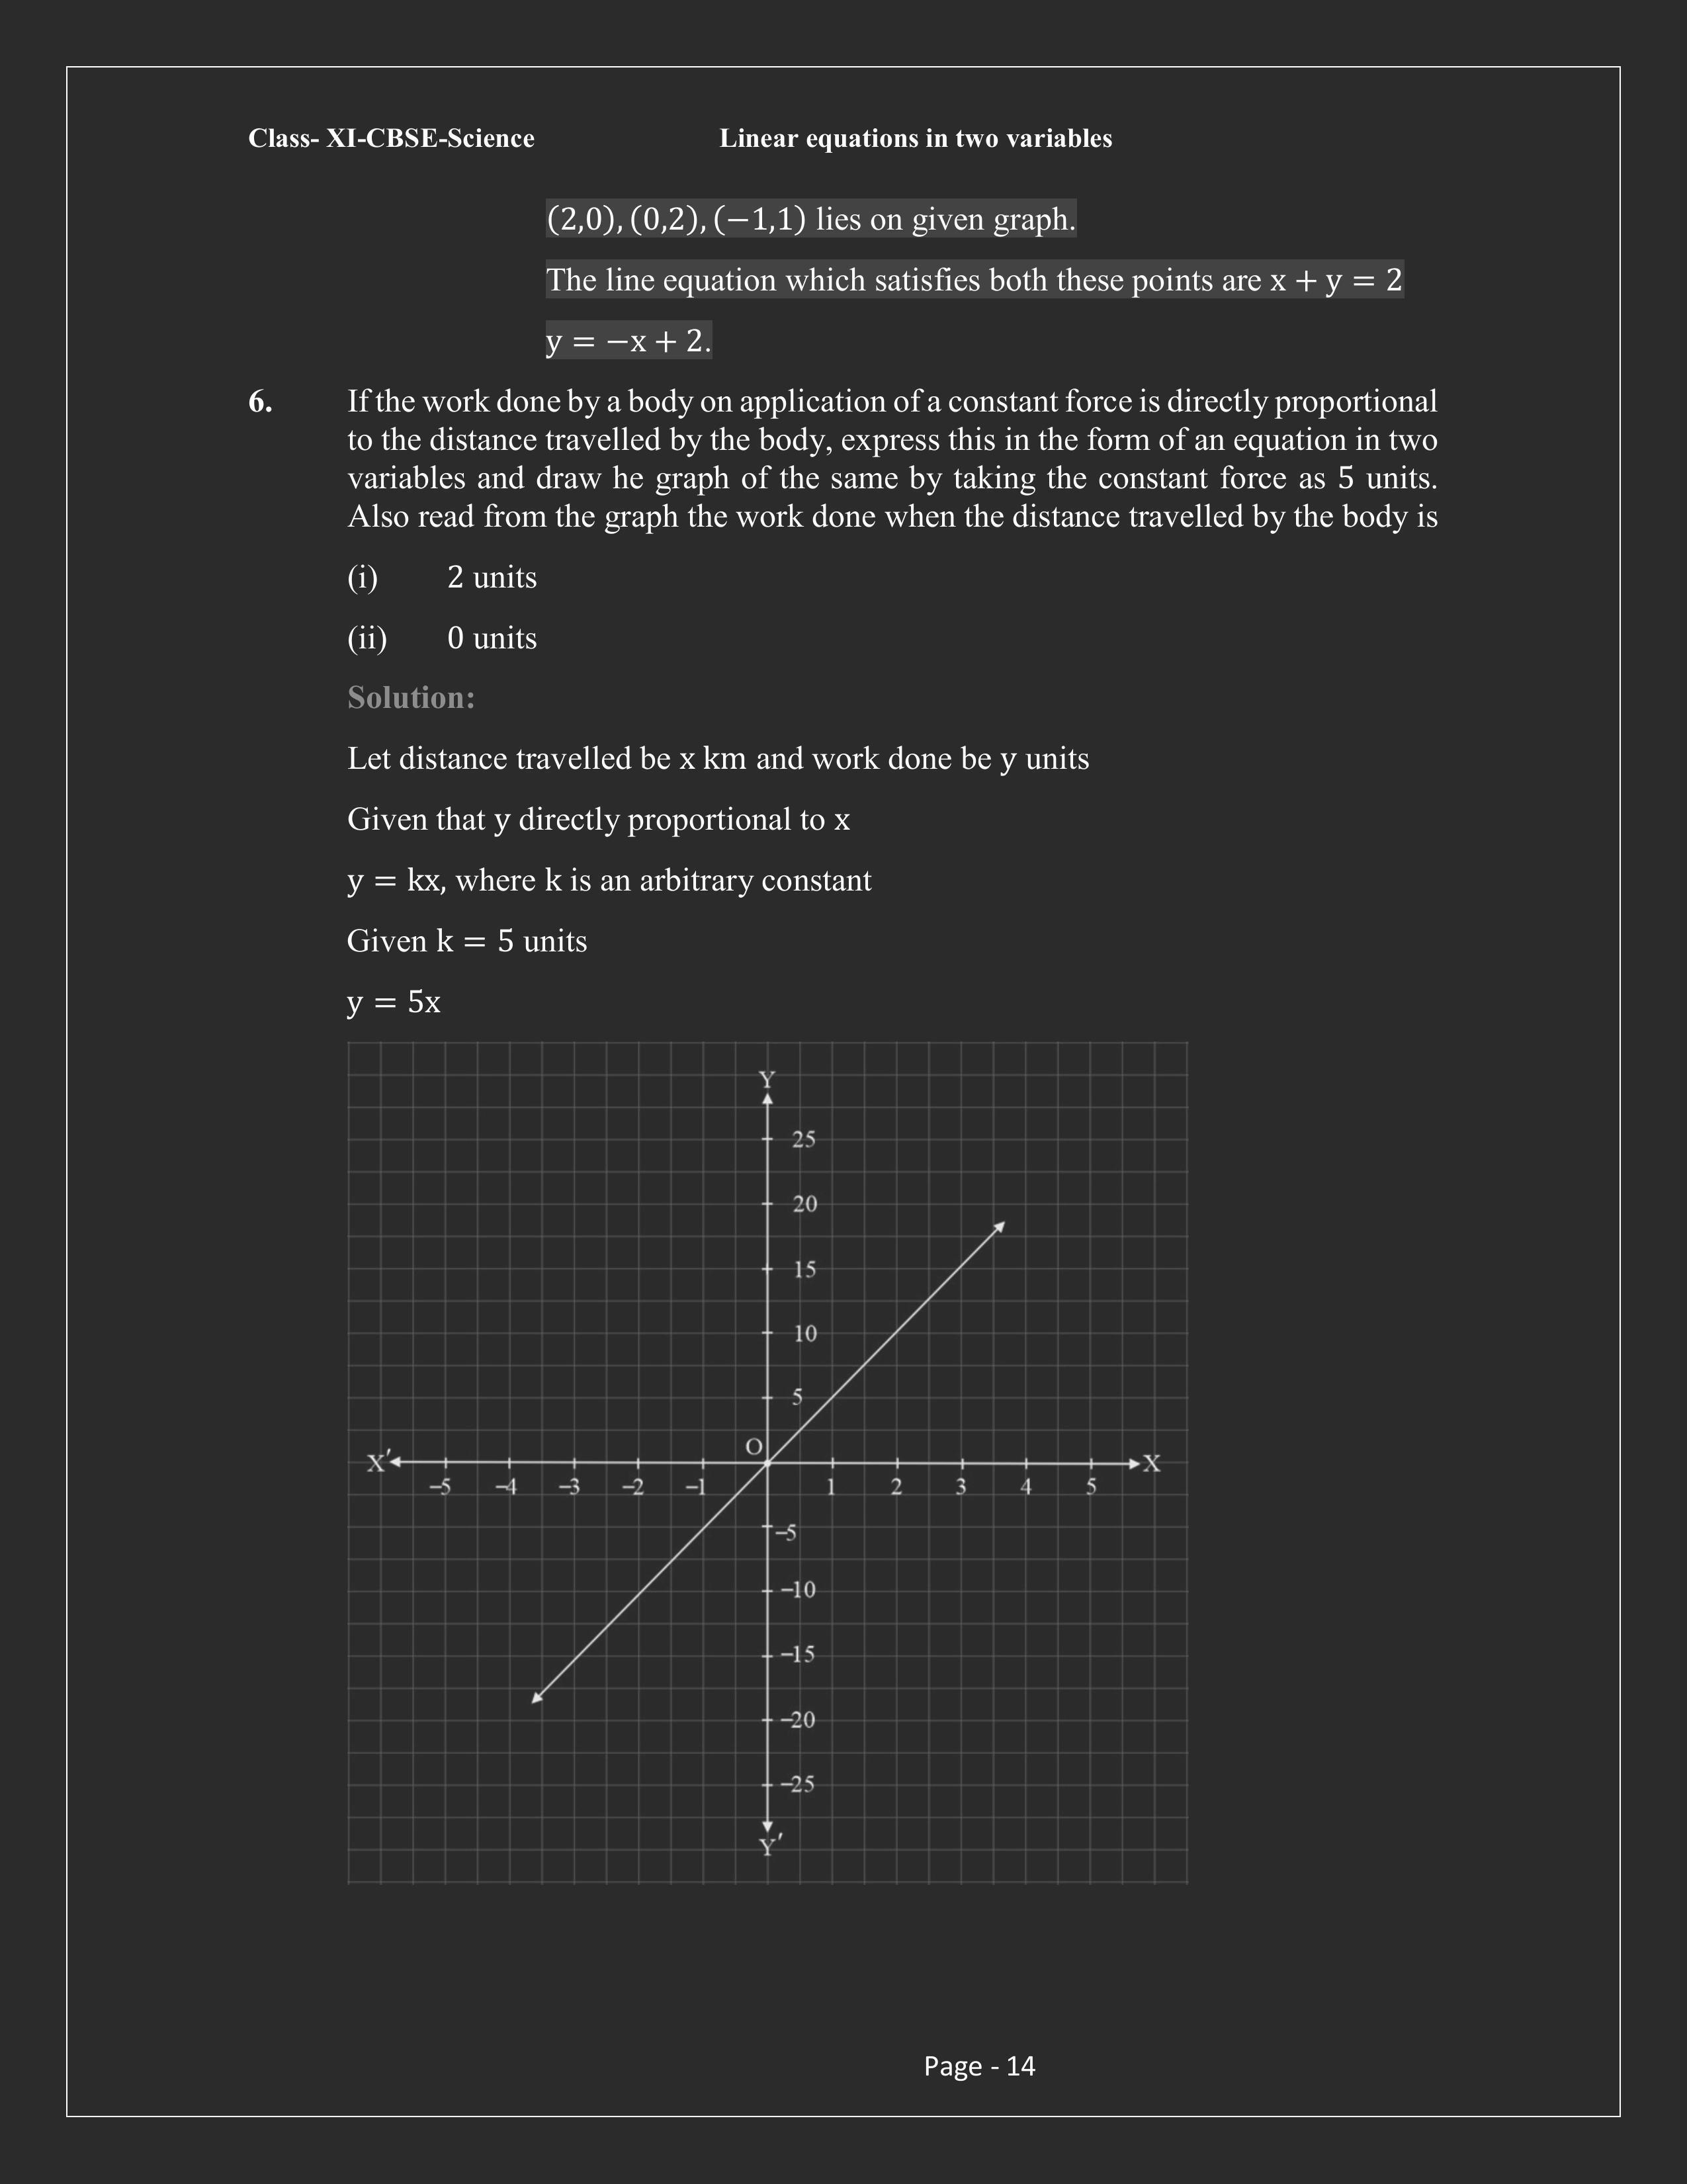 Class- XI-CBSE-Science Linear equations in two variables
(2,0), (0,2), (−1,1) lies on given graph.
The line equation which satisfies both these points are x + y = 2
y = −x + 2.
6. If the work done by a body on application of a constant force is directly proportional
to the distance travelled by the body, express this in the form of an equation in two
variables and draw he graph of the same by taking the constant force as 5 units.
Also read from the graph the work done when the distance travelled by the body is
(i) 2 units
(ii) 0 units
Solution:
Let distance travelled be x km and work done be y units
Given that y directly proportional to x
y = kx, where k is an arbitrary constant
Given k = 5 units
y = 5x
Y
25
20
15
10
5
O
X′ X
−5 −4 −3 −2 −1 1 2 3 4 5
−5
−10
−15
−20
−25
Y′
Page - 14